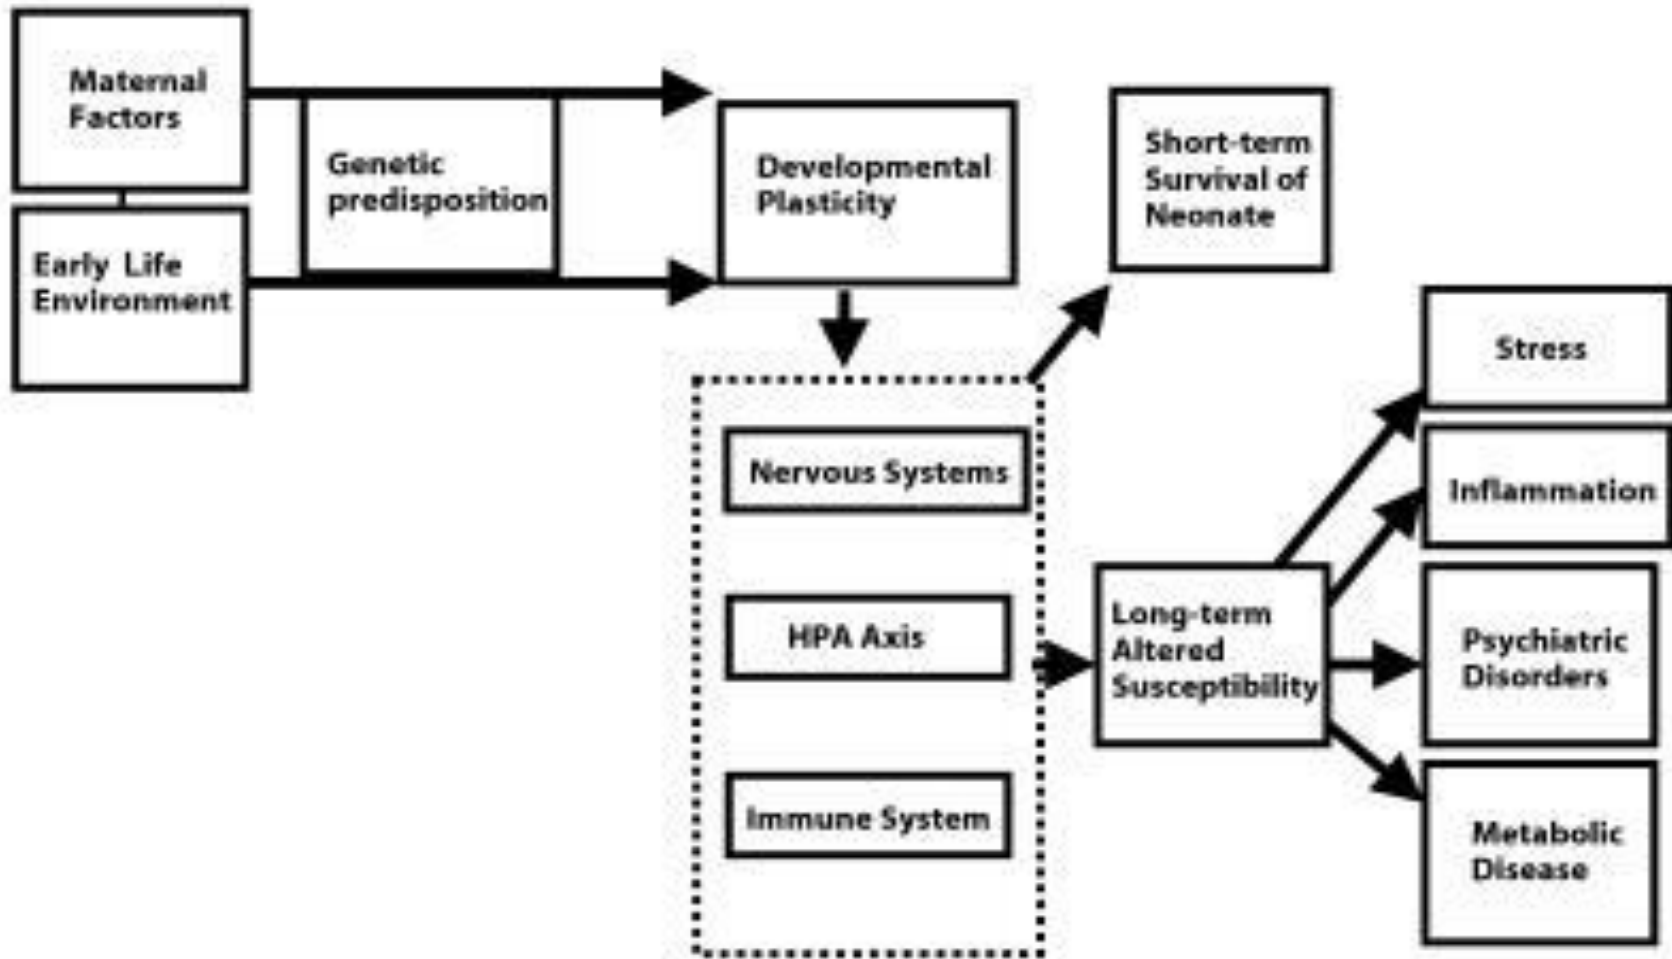 Maternal
Factors
Early Life
Environment
Genetic
predisposition
Developmental
Plasticity
Short-term
Survival of
Neonate
Nervous Systems
HPA Axis
Immune System
Long-term
Altered
Susceptibility
Stress
Inflammation
Psychiatric
Disorders
Metabolic
Disease